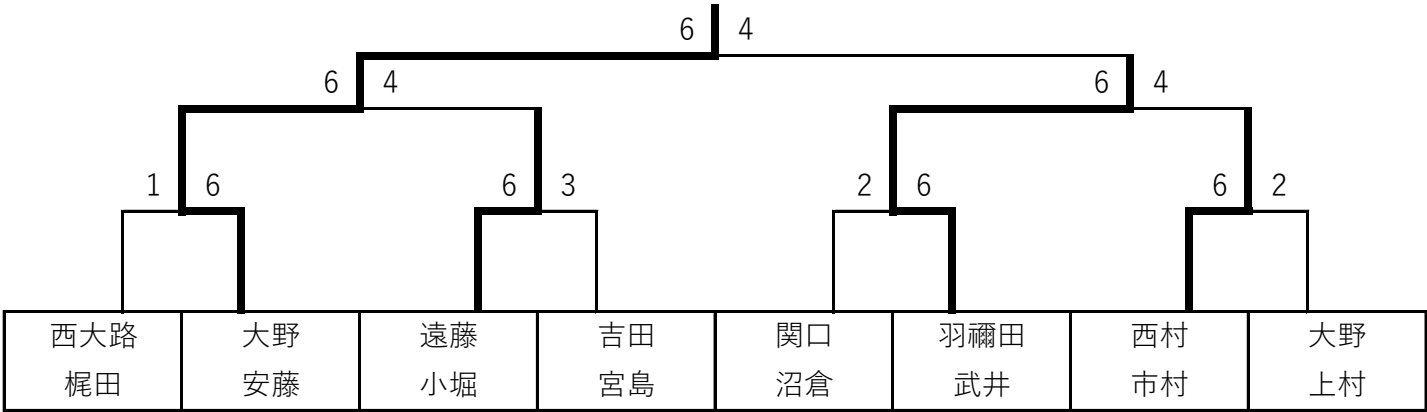 6 4
6 4 6 4
1 6 6 3 2 6 6 2
西大路 大野 遠藤 吉田 関口 羽禰田 西村 大野
梶田 安藤 小堀 宮島 沼倉 武井 市村 上村